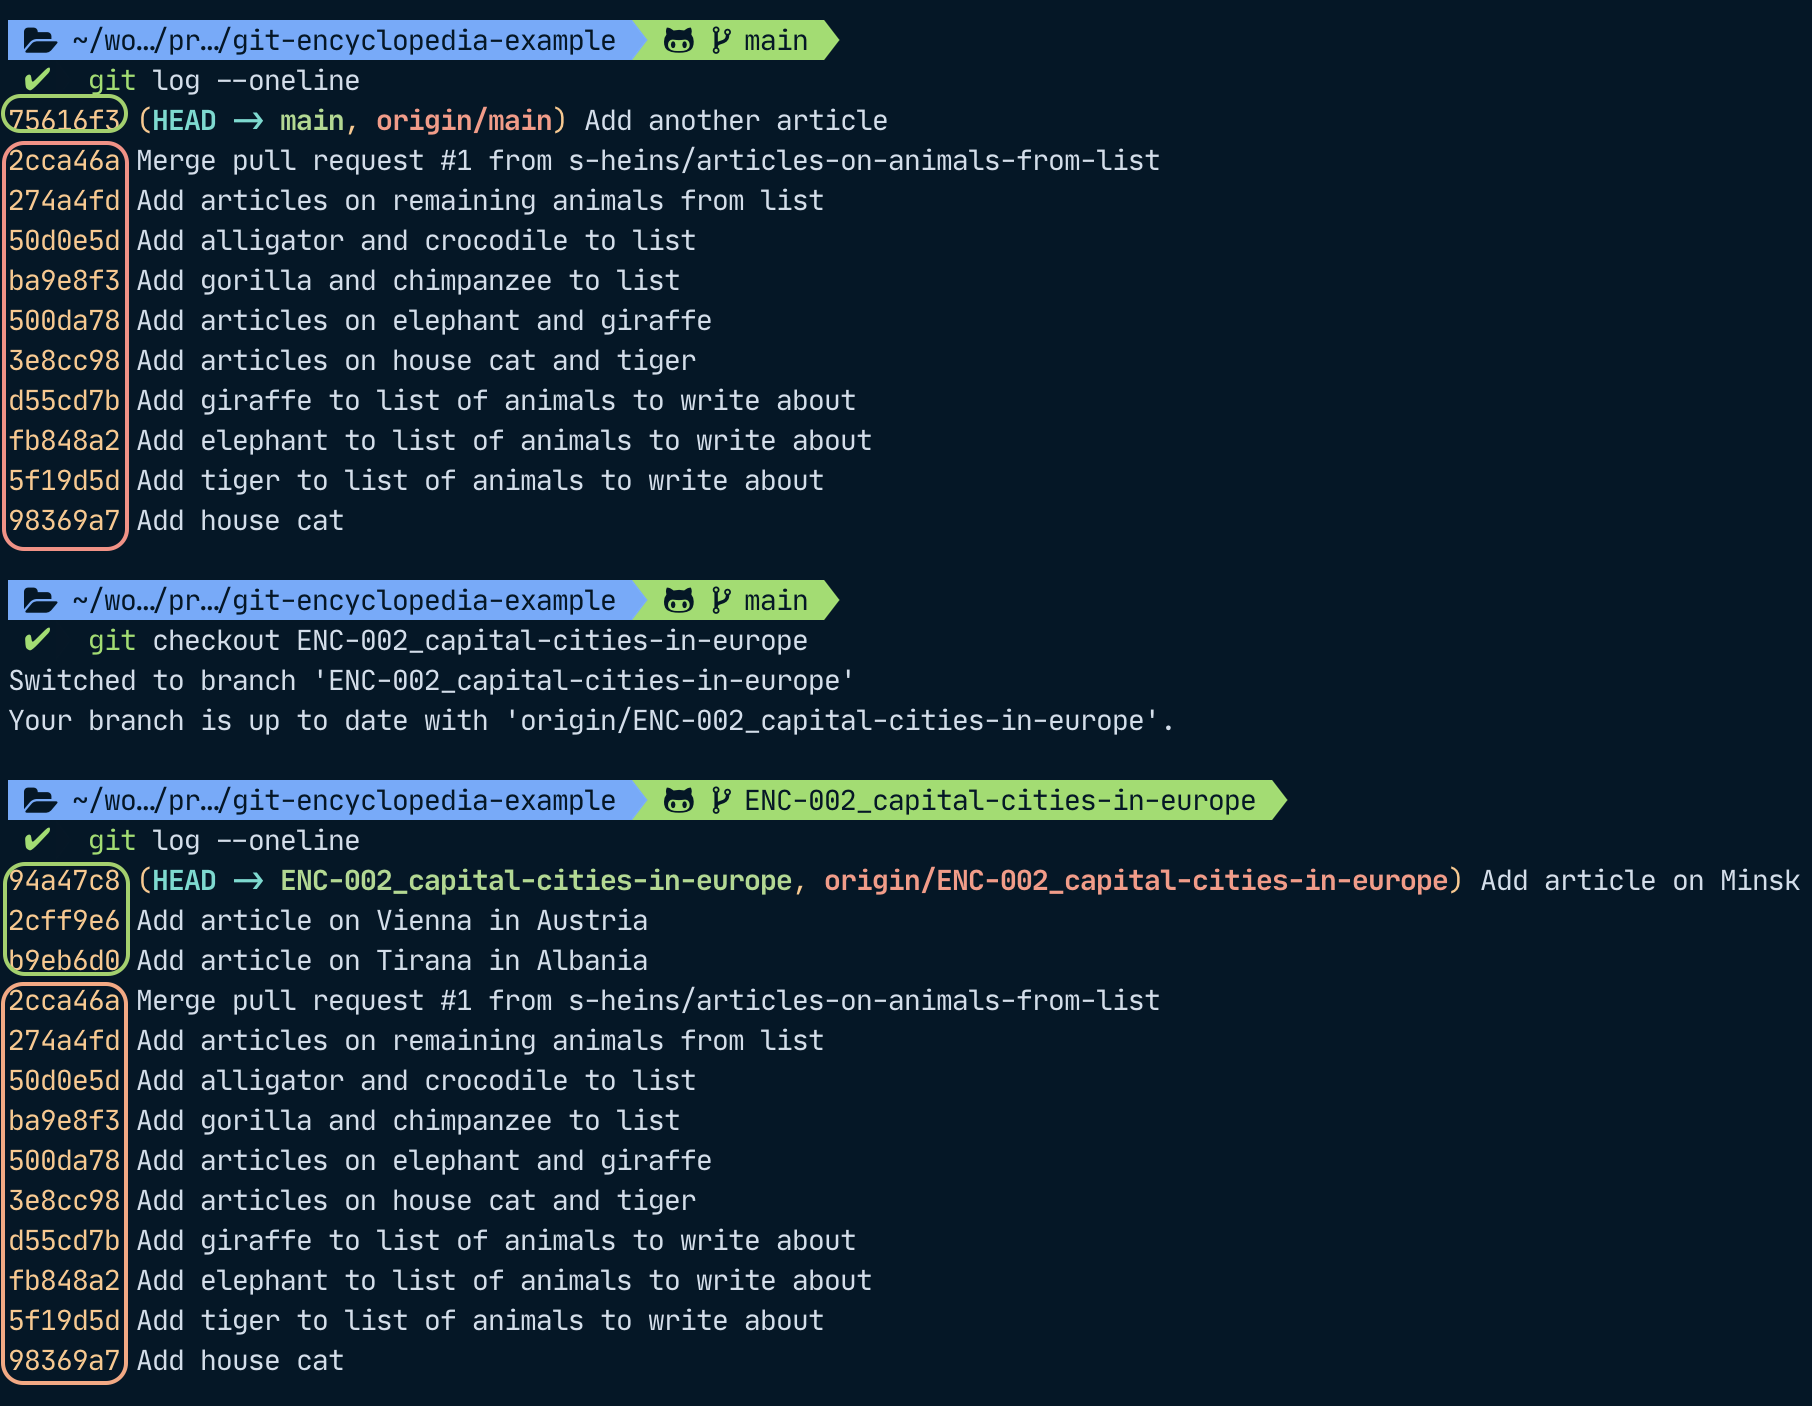 ~/wo…/pr…/git-encyclopedia-example main
✔ git log --oneline
75616f3 (HEAD -> main, origin/main) Add another article
2cca46a Merge pull request #1 from s-heins/articles-on-animals-from-list
274a4fd Add articles on remaining animals from list
50d0e5d Add alligator and crocodile to list
ba9e8f3 Add gorilla and chimpanzee to list
500da78 Add articles on elephant and giraffe
3e8cc98 Add articles on house cat and tiger
d55cd7b Add giraffe to list of animals to write about
fb848a2 Add elephant to list of animals to write about
5f19d5d Add tiger to list of animals to write about
98369a7 Add house cat
~/wo…/pr…/git-encyclopedia-example main
✔ git checkout ENC-002_capital-cities-in-europe
Switched to branch 'ENC-002_capital-cities-in-europe'
Your branch is up to date with 'origin/ENC-002_capital-cities-in-europe'.
~/wo…/pr…/git-encyclopedia-example ENC-002_capital-cities-in-europe
✔ git log --oneline
94a47c8 (HEAD -> ENC-002_capital-cities-in-europe, origin/ENC-002_capital-cities-in-europe) Add article on Minsk
2cff9e6 Add article on Vienna in Austria
b9eb6d0 Add article on Tirana in Albania
2cca46a Merge pull request #1 from s-heins/articles-on-animals-from-list
274a4fd Add articles on remaining animals from list
50d0e5d Add alligator and crocodile to list
ba9e8f3 Add gorilla and chimpanzee to list
500da78 Add articles on elephant and giraffe
3e8cc98 Add articles on house cat and tiger
d55cd7b Add giraffe to list of animals to write about
fb848a2 Add elephant to list of animals to write about
5f19d5d Add tiger to list of animals to write about
98369a7 Add house cat